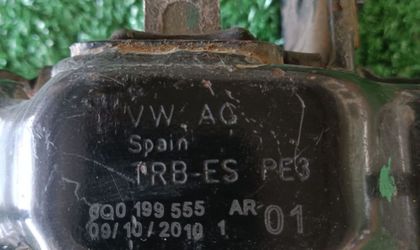 VW AG
Spain
TRB-ES PE3
6Q0 199 555 AR 01
09/10/2010 1